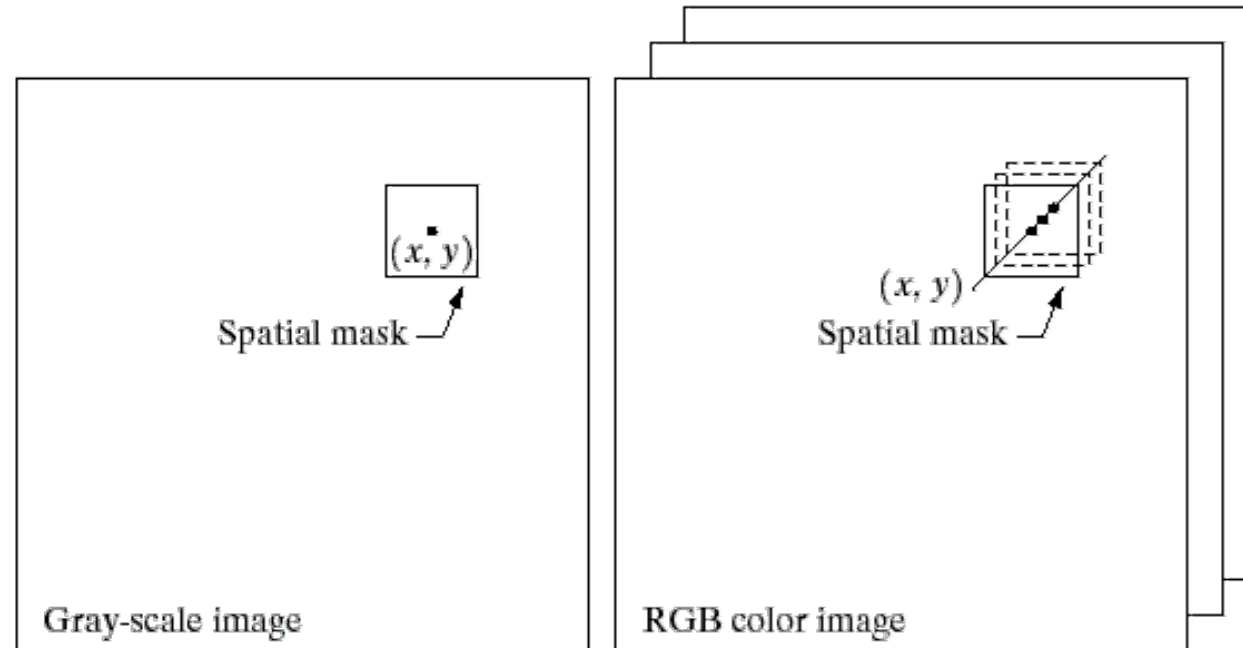 (x, y)
Spatial mask
Gray-scale image
(x, y)
Spatial mask
RGB color image